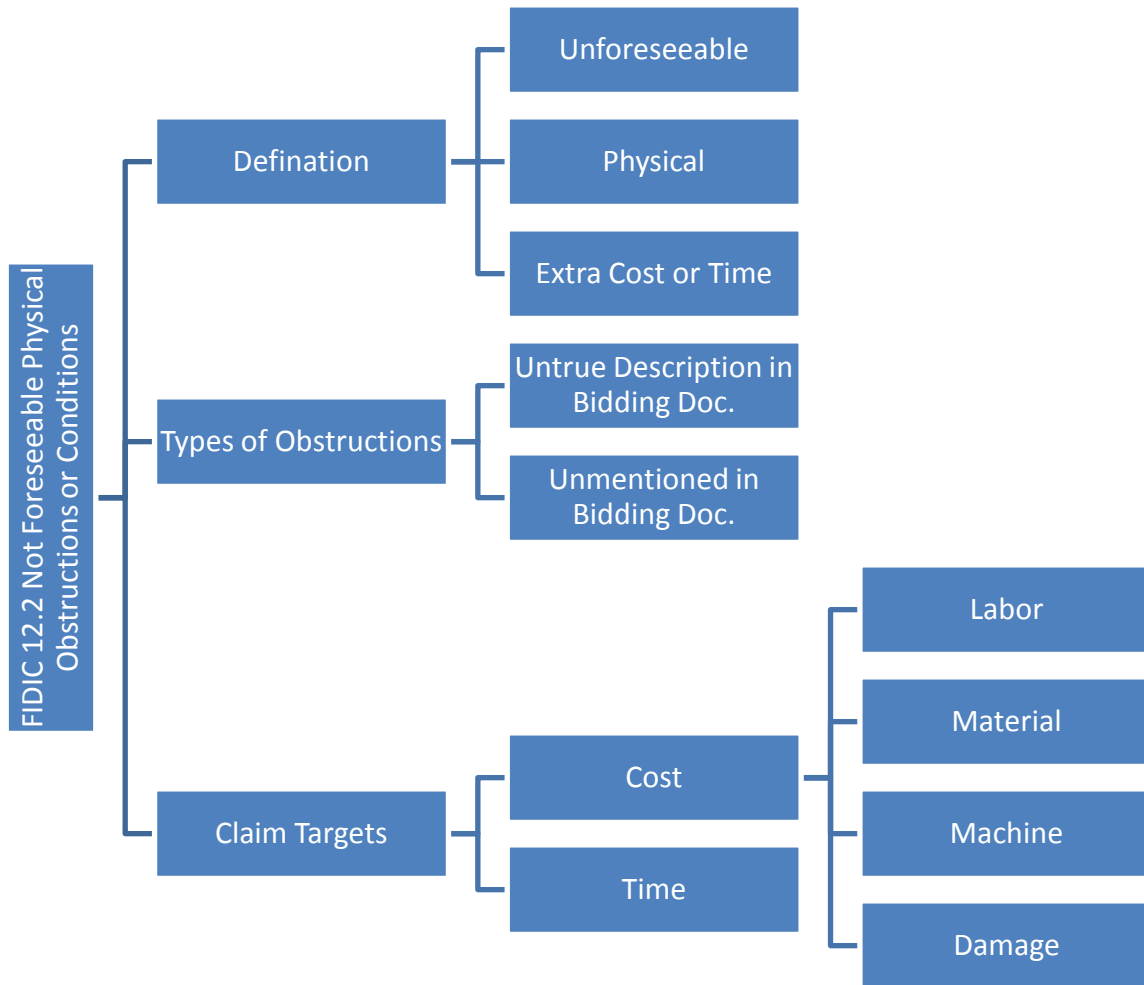 FIDIC 12.2 Not Foreseeable Physical
Obstructions or Conditions
Defination
Unforeseeable
Physical
Extra Cost or Time
Types of Obstructions
Untrue Description in
Bidding Doc.
Unmentioned in
Bidding Doc.
Claim Targets
Cost
Labor
Material
Machine
Damage
Time